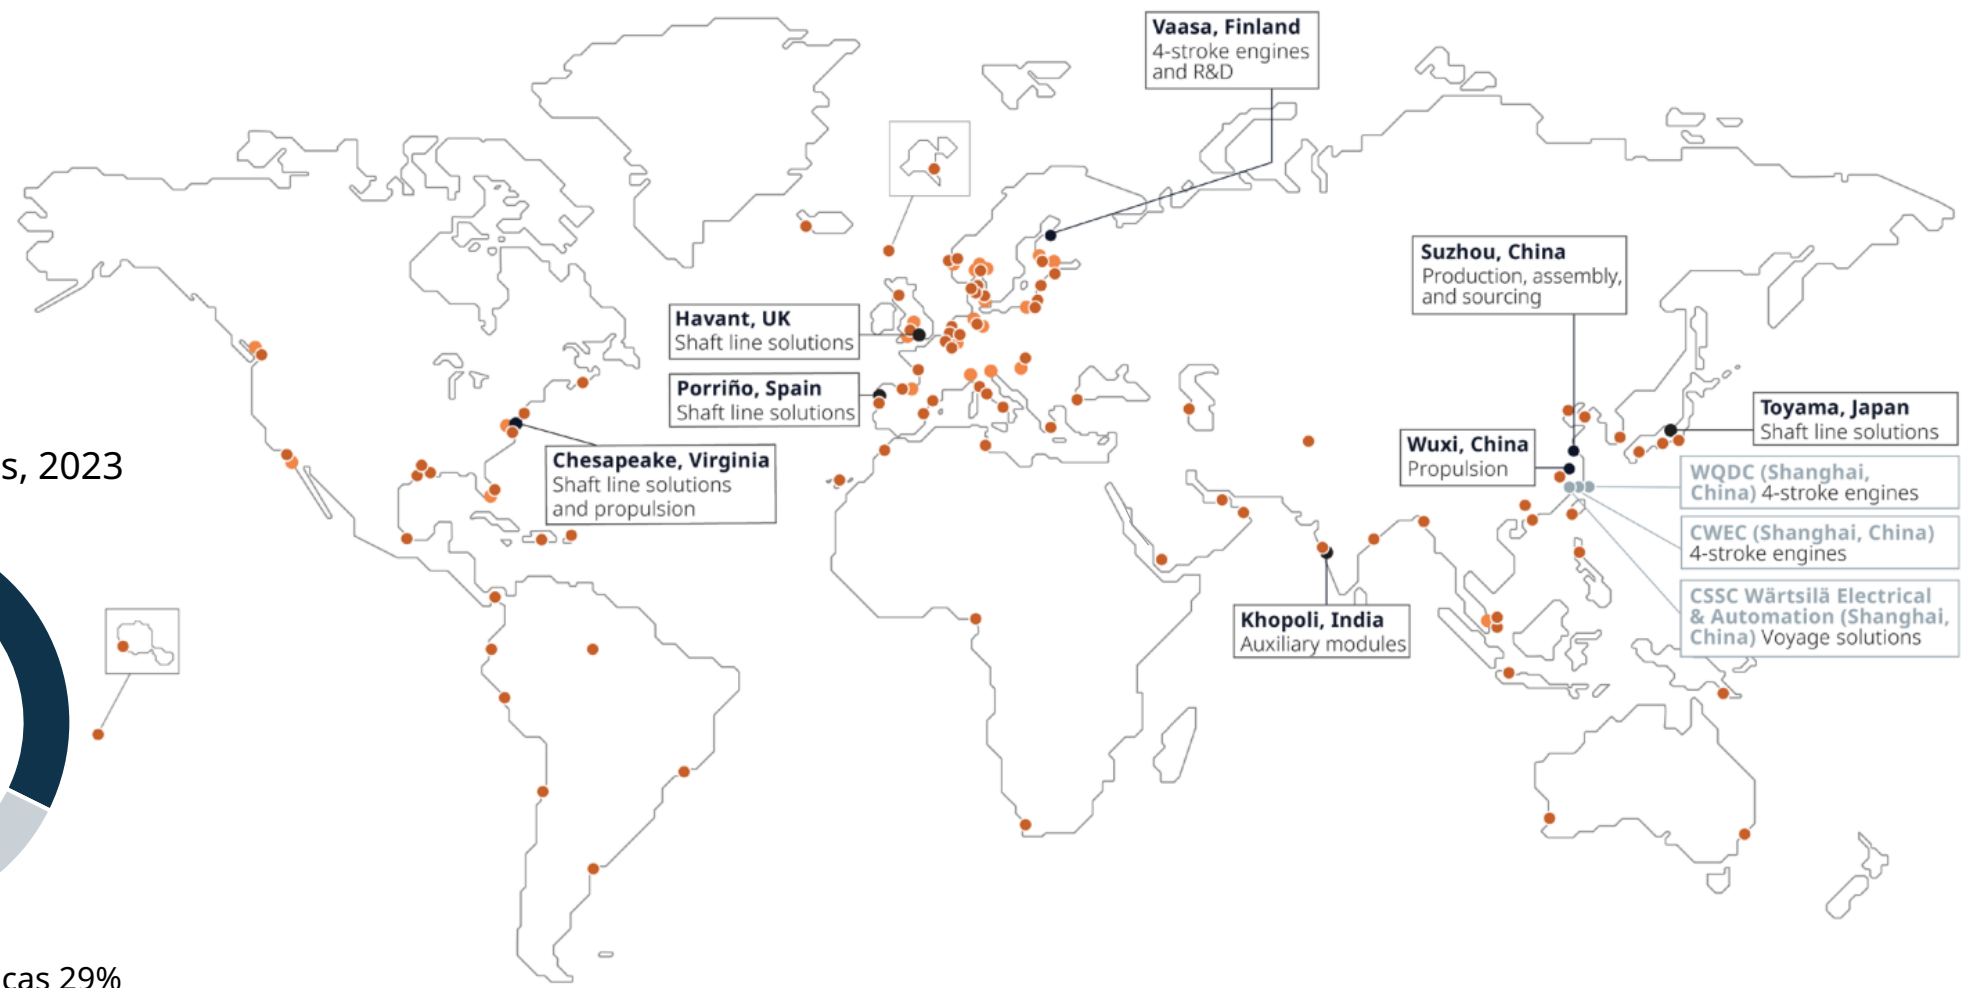 Vaasa, Finland
4-stroke engines
and R&D
Suzhou, China
Production, assembly,
and sourcing
Havant, UK
Shaft line solutions
Porriño, Spain
Shaft line solutions
Toyama, Japan
Shaft line solutions
Wuxi, China
Propulsion
s, 2023
Chesapeake, Virginia
Shaft line solutions
and propulsion
WQDC (Shanghai,
China) 4-stroke engines
CWEC (Shanghai, China)
4-stroke engines
CSSC Wärtsilä Electrical
& Automation (Shanghai,
China) Voyage solutions
Khopoli, India
Auxiliary modules
cas 29%